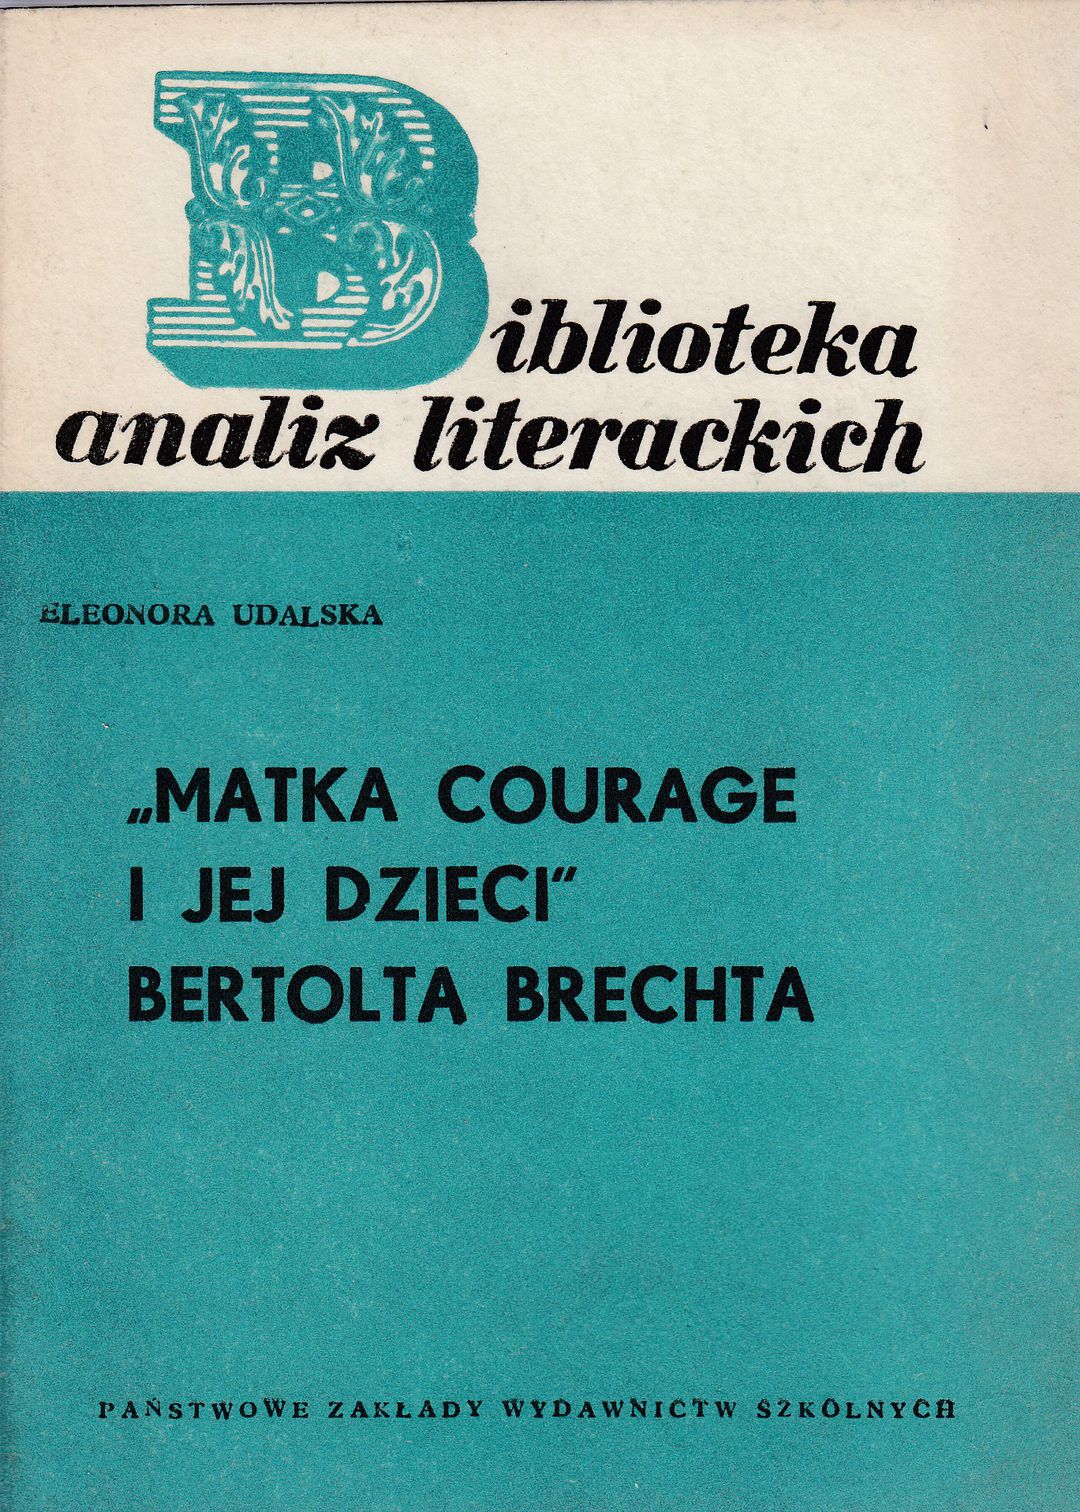 Biblioteka
analiz literackich
ELEONORA UDALSKA
„MATKA COURAGE
I JEJ DZIECI”
BERTOLTA BRECHTA
PAŃSTWOWE ZAKŁADY WYDAWNICTW SZKOLNYCH